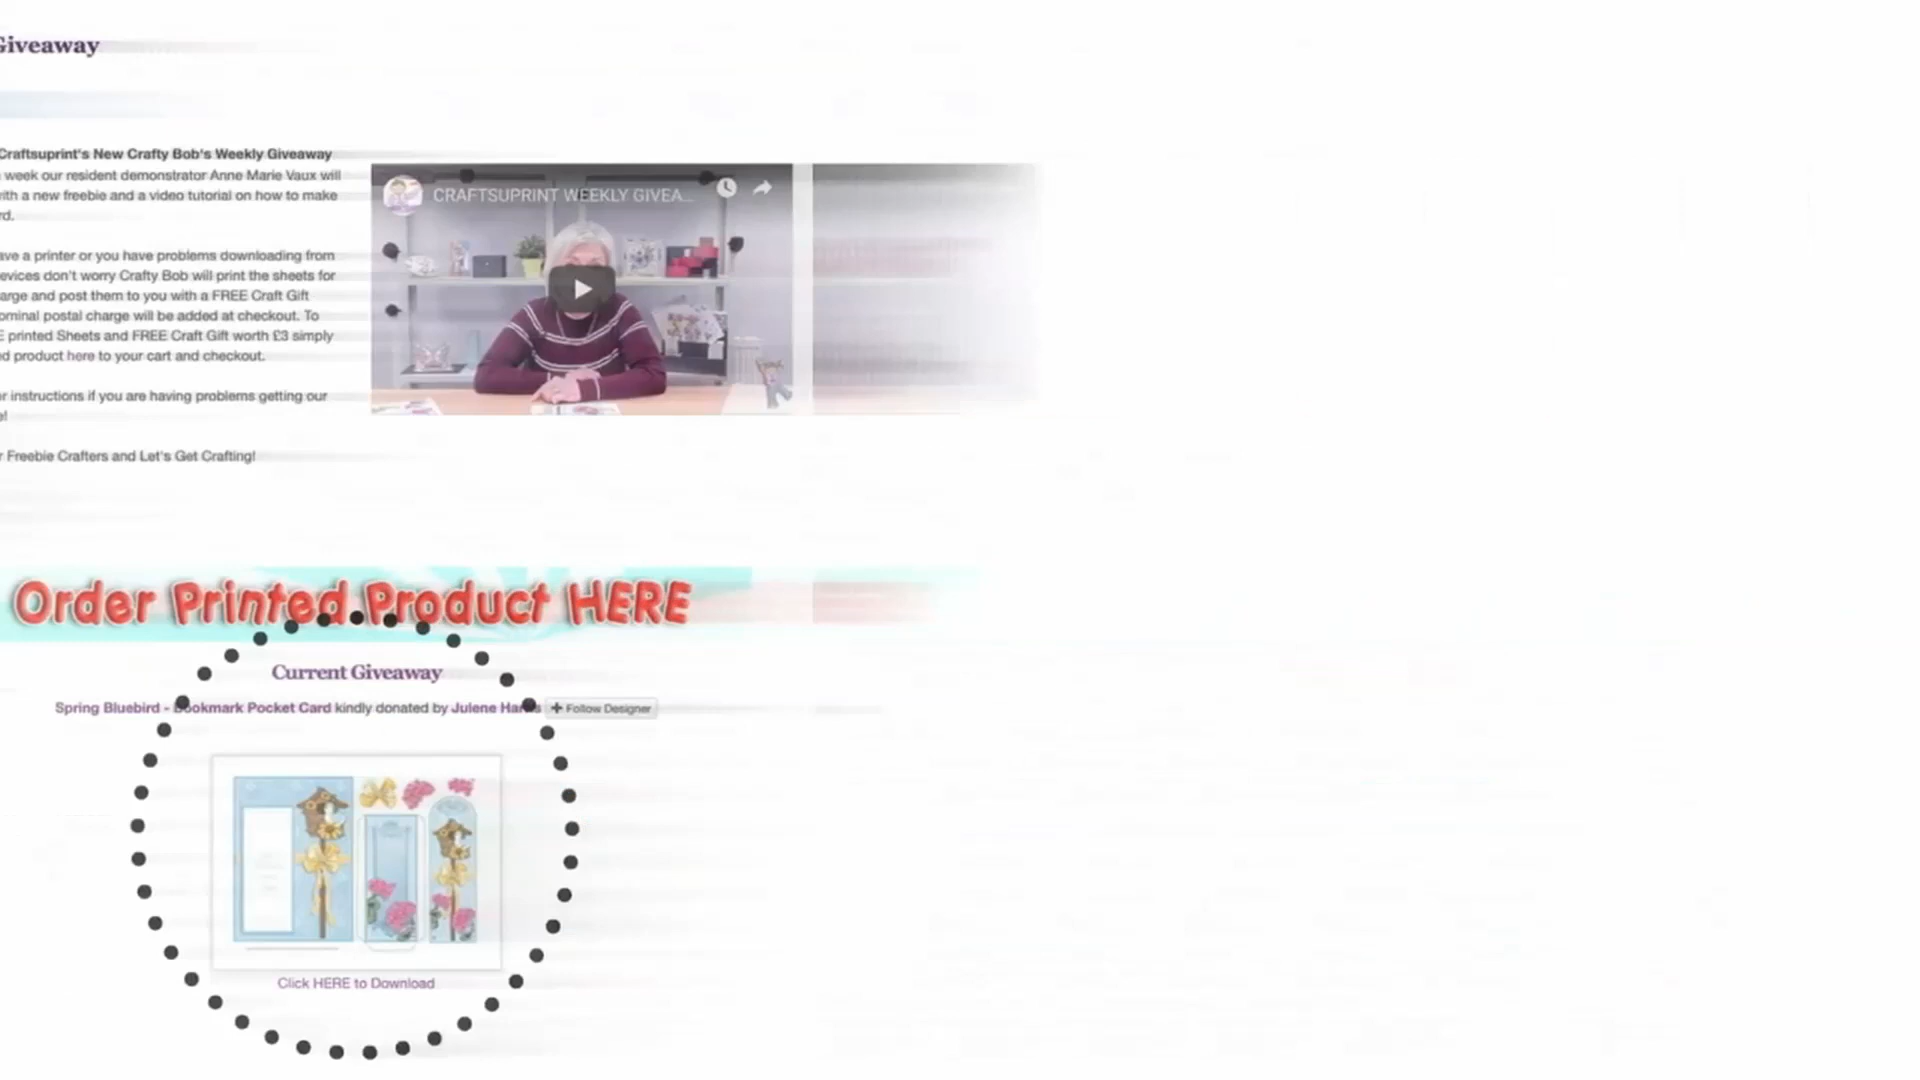 Giveaway
Craftsuprint's New Crafty Bob's Weekly Giveaway
week our resident demonstrator Anne Marie Vaux will
with a new freebie and a video tutorial on how to make
rd.
ave a printer or you have problems downloading from
evices don't worry Crafty Bob will print the sheets for
arge and post them to you with a FREE Craft Gift
ominal postal charge will be added at checkout. To
E printed Sheets and FREE Craft Gift worth £3 simply
ed product here to your cart and checkout.
r instructions if you are having problems getting our
e!
r Freebie Crafters and Let's Get Crafting!
CRAFTSUPRINT WEEKLY GIVEA...
Order Printed Product HERE
Current Giveaway
Spring Bluebird - Bookmark Pocket Card kindly donated by Julene Harris + Follow Designer
Click HERE to Download